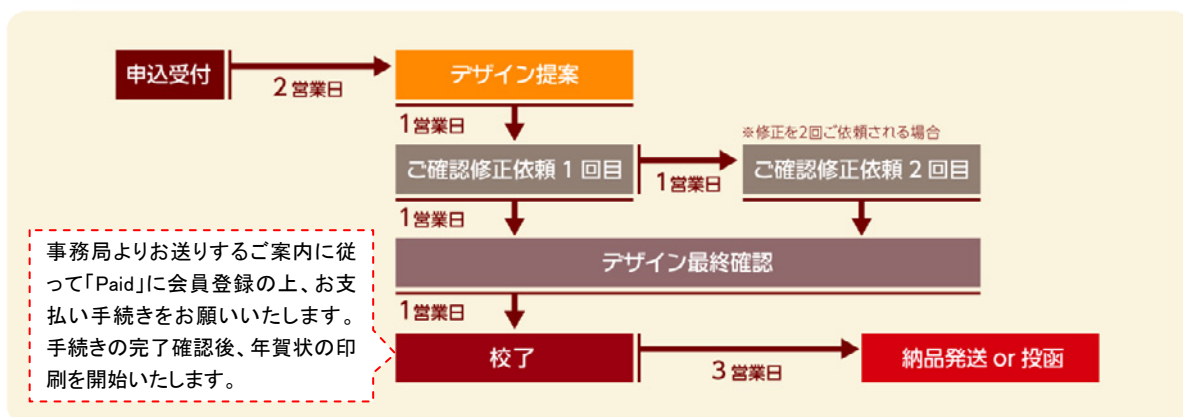 申込受付
2営業日
デザイン提案
1営業日
※修正を2回ご依頼される場合
ご確認修正依頼1回目
1営業日
ご確認修正依頼2回目
1営業日
デザイン最終確認
1営業日
事務局よりお送りするご案内に従
って「Paid」に会員登録の上、お支
払い手続きをお願いいたします。
手続きの完了確認後、年賀状の印
刷を開始いたします。
校了
3営業日
納品発送 or 投函